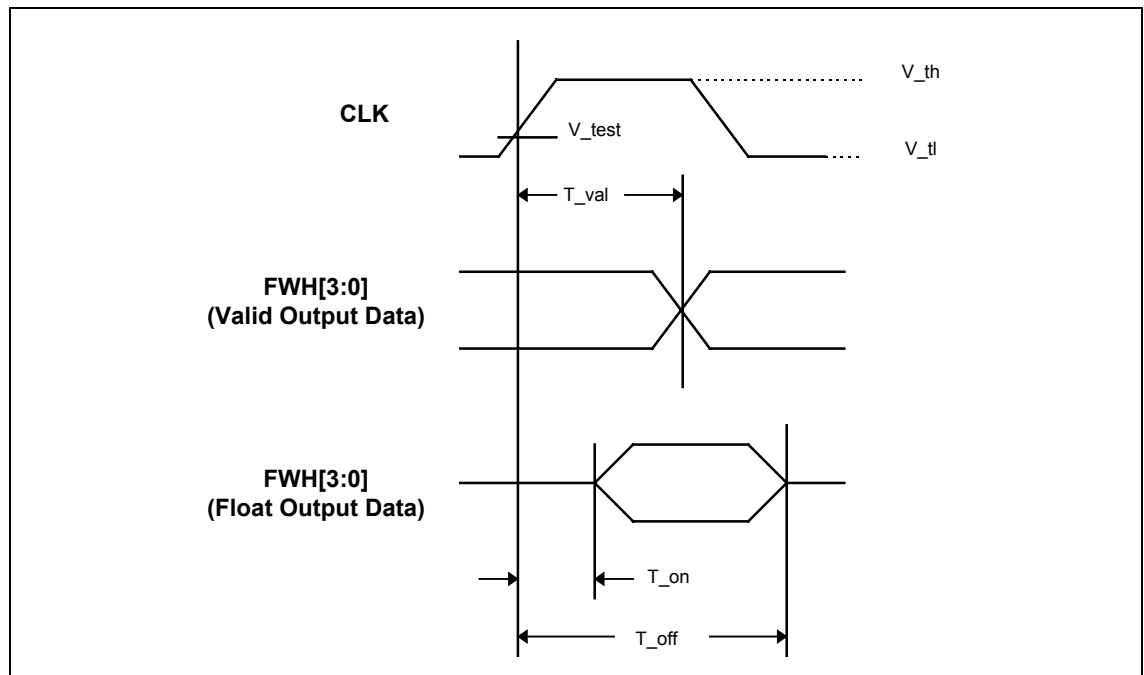 V_th
CLK
V_test
V_tl
T_val
FWH[3:0]
(Valid Output Data)
FWH[3:0]
(Float Output Data)
T_on
T_off